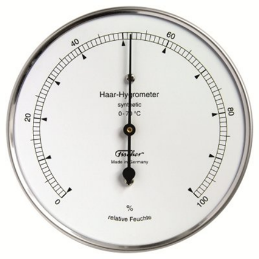 40
60
20
80
0
100
Haar-Hygrometer
synthetic
0-70 °C
Fischer
Made in Germany
%
relative Feuchte